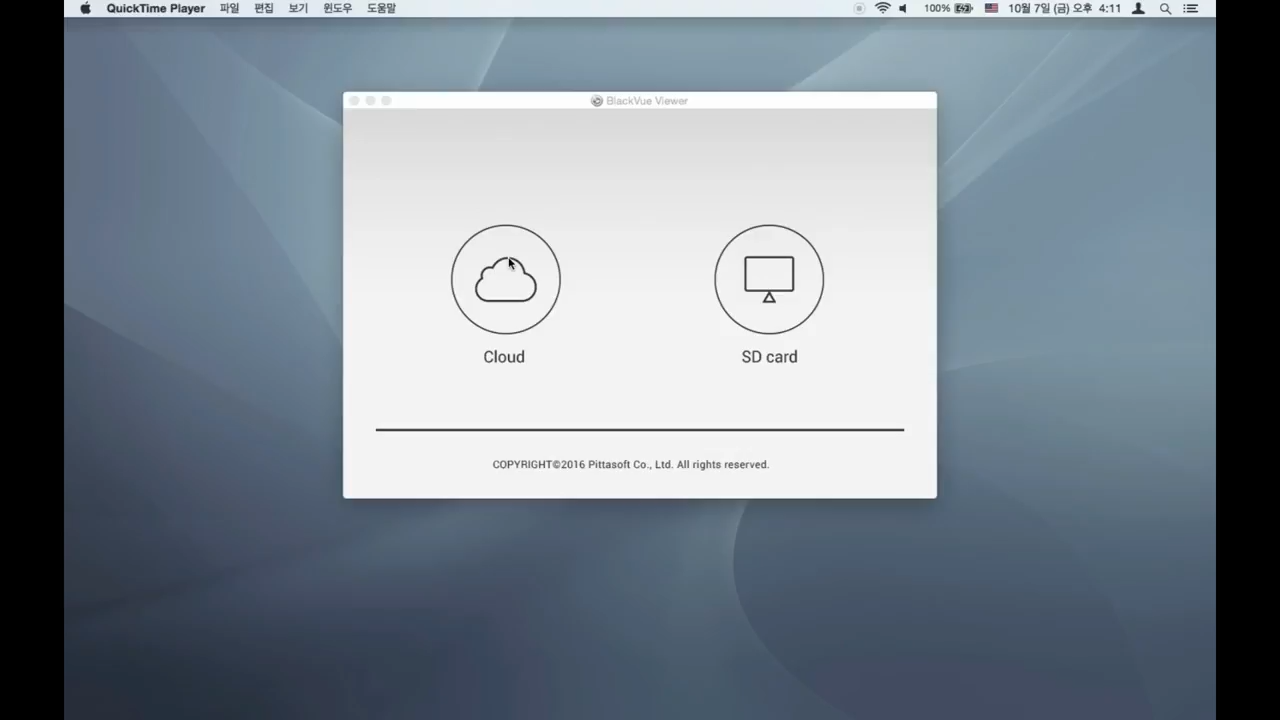 QuickTime Player 파일 편집 보기 윈도우 도움말 100% 10월 7일 (금) 오후 4:11
BlackVue Viewer
Cloud SD card
COPYRIGHT©2016 Pittasoft Co., Ltd. All rights reserved.